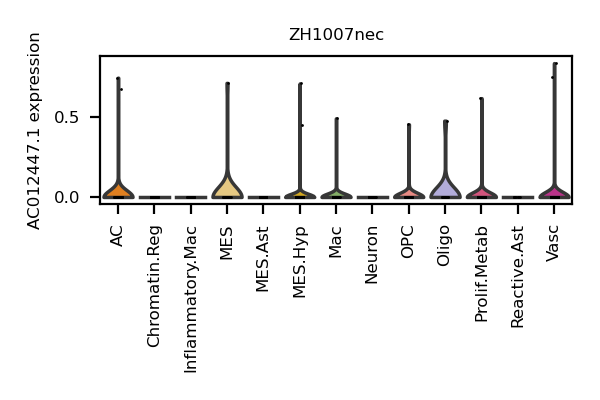 ZH1007nec
AC012447.1 expression
0.5
0.0
AC
Chromatin.Reg
Inflammatory.Mac
MES
MES.Ast
MES.Hyp
Mac
Neuron
OPC
Oligo
Prolif.Metab
Reactive.Ast
Vasc